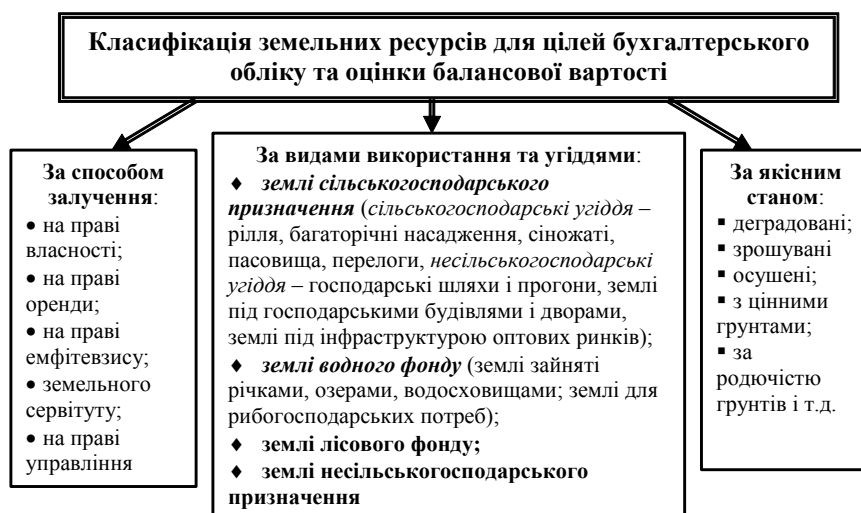 Класифікація земельних ресурсів для цілей бухгалтерського
обліку та оцінки балансової вартості
За способом
залучення:
• на праві
власності;
• на праві
оренди;
• на праві
емфітевзису;
• земельного
сервітуту;
• на праві
управління
За видами використання та угіддями:
♦ землі сільськогосподарського
призначення (сільськогосподарські угіддя –
рілля, багаторічні насадження, сіножаті,
пасовища, перелоги, несільськогосподарські
угіддя – господарські шляхи і прогони, землі
під господарськими будівлями і дворами,
землі під інфраструктурою оптових ринків);
♦ землі водного фонду (землі зайняті
річками, озерами, водосховищами; землі для
рибогосподарських потреб);
♦ землі лісового фонду;
♦ землі несільськогосподарського
призначення
За якісним
станом:
▪ деградовані;
▪ зрошувані
▪ осушені;
▪ з цінними
грунтами;
▪ за
родючістю
грунтів і т.д.